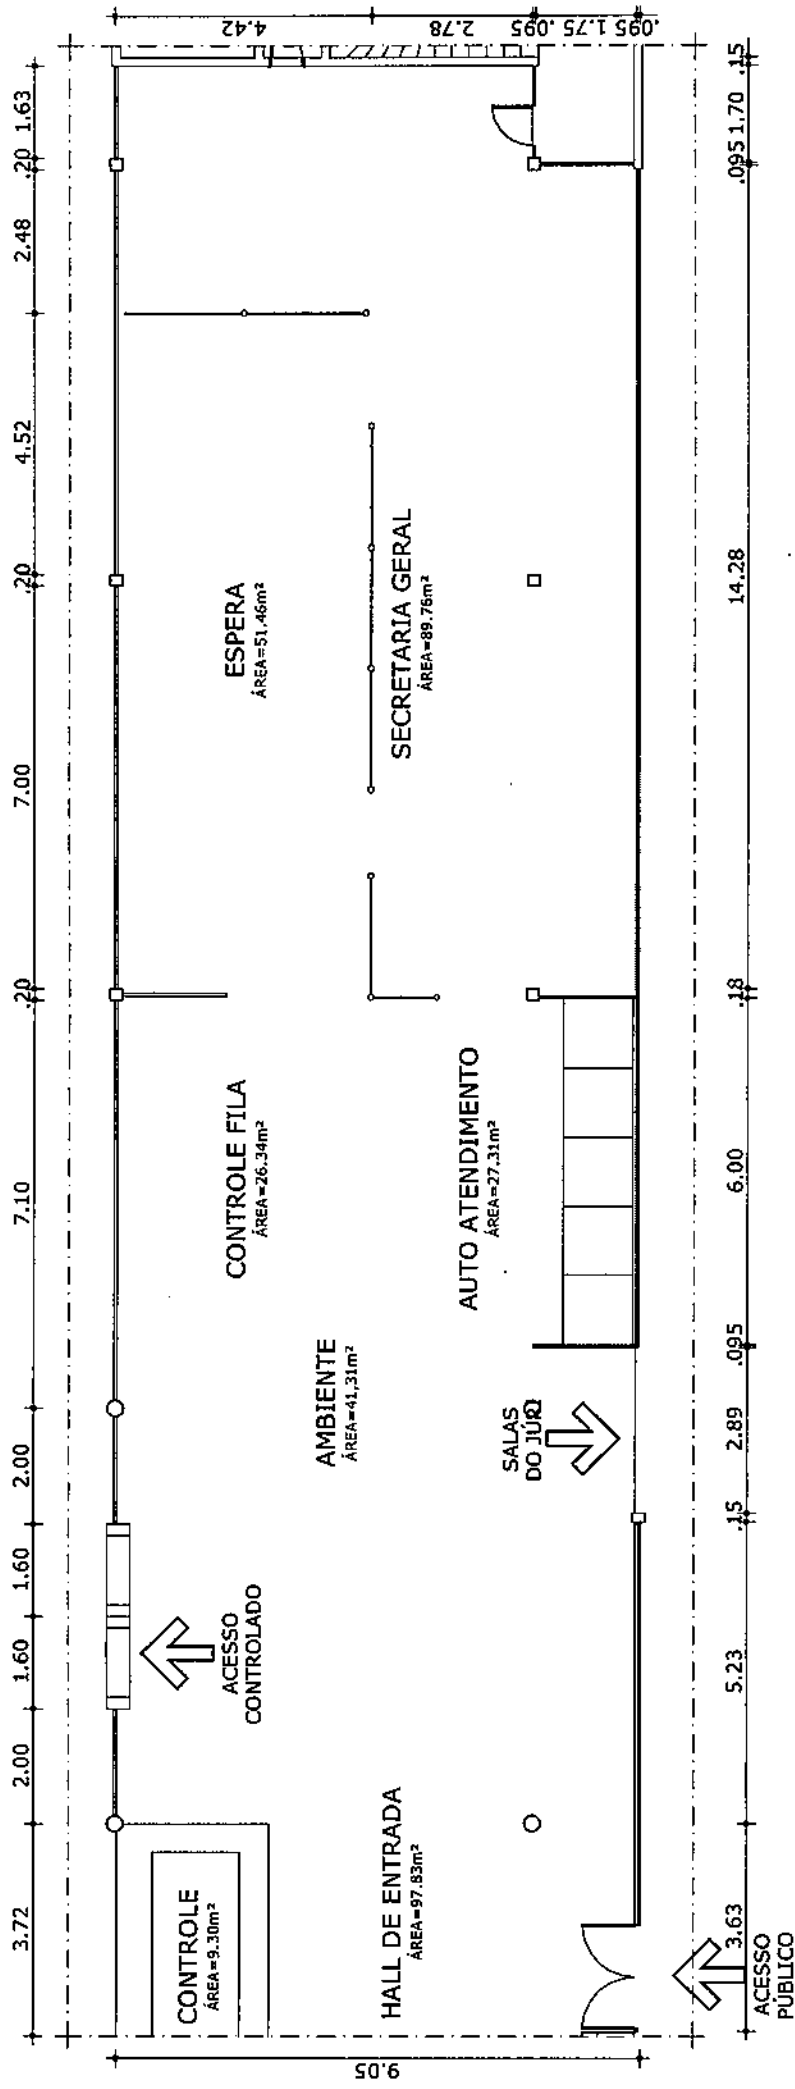 3.72
2.00
1.60
1.60
2.00
7.10
.20
7.00
.20
4.52
2.48
.20
1.63
CONTROLE
ÁREA=9.30m²
ACESSO
CONTROLADO
CONTROLE FILA
ÁREA=26.34m²
ESPERA
ÁREA=51,46m²
HALL DE ENTRADA
ÁREA=97.83m²
AMBIENTE
ÁREA=41,31m²
SECRETARIA GERAL
ÁREA=89.76m²
AUTO ATENDIMENTO
ÁREA=27.31m²
SALAS
DO JÚRI
3.63
5.23
.15
2.89
.095
6.00
.18
14.28
.095
1.70
.15
ACESSO
PÚBLICO
9.05
4.42
2.78
.095
1.75
.095